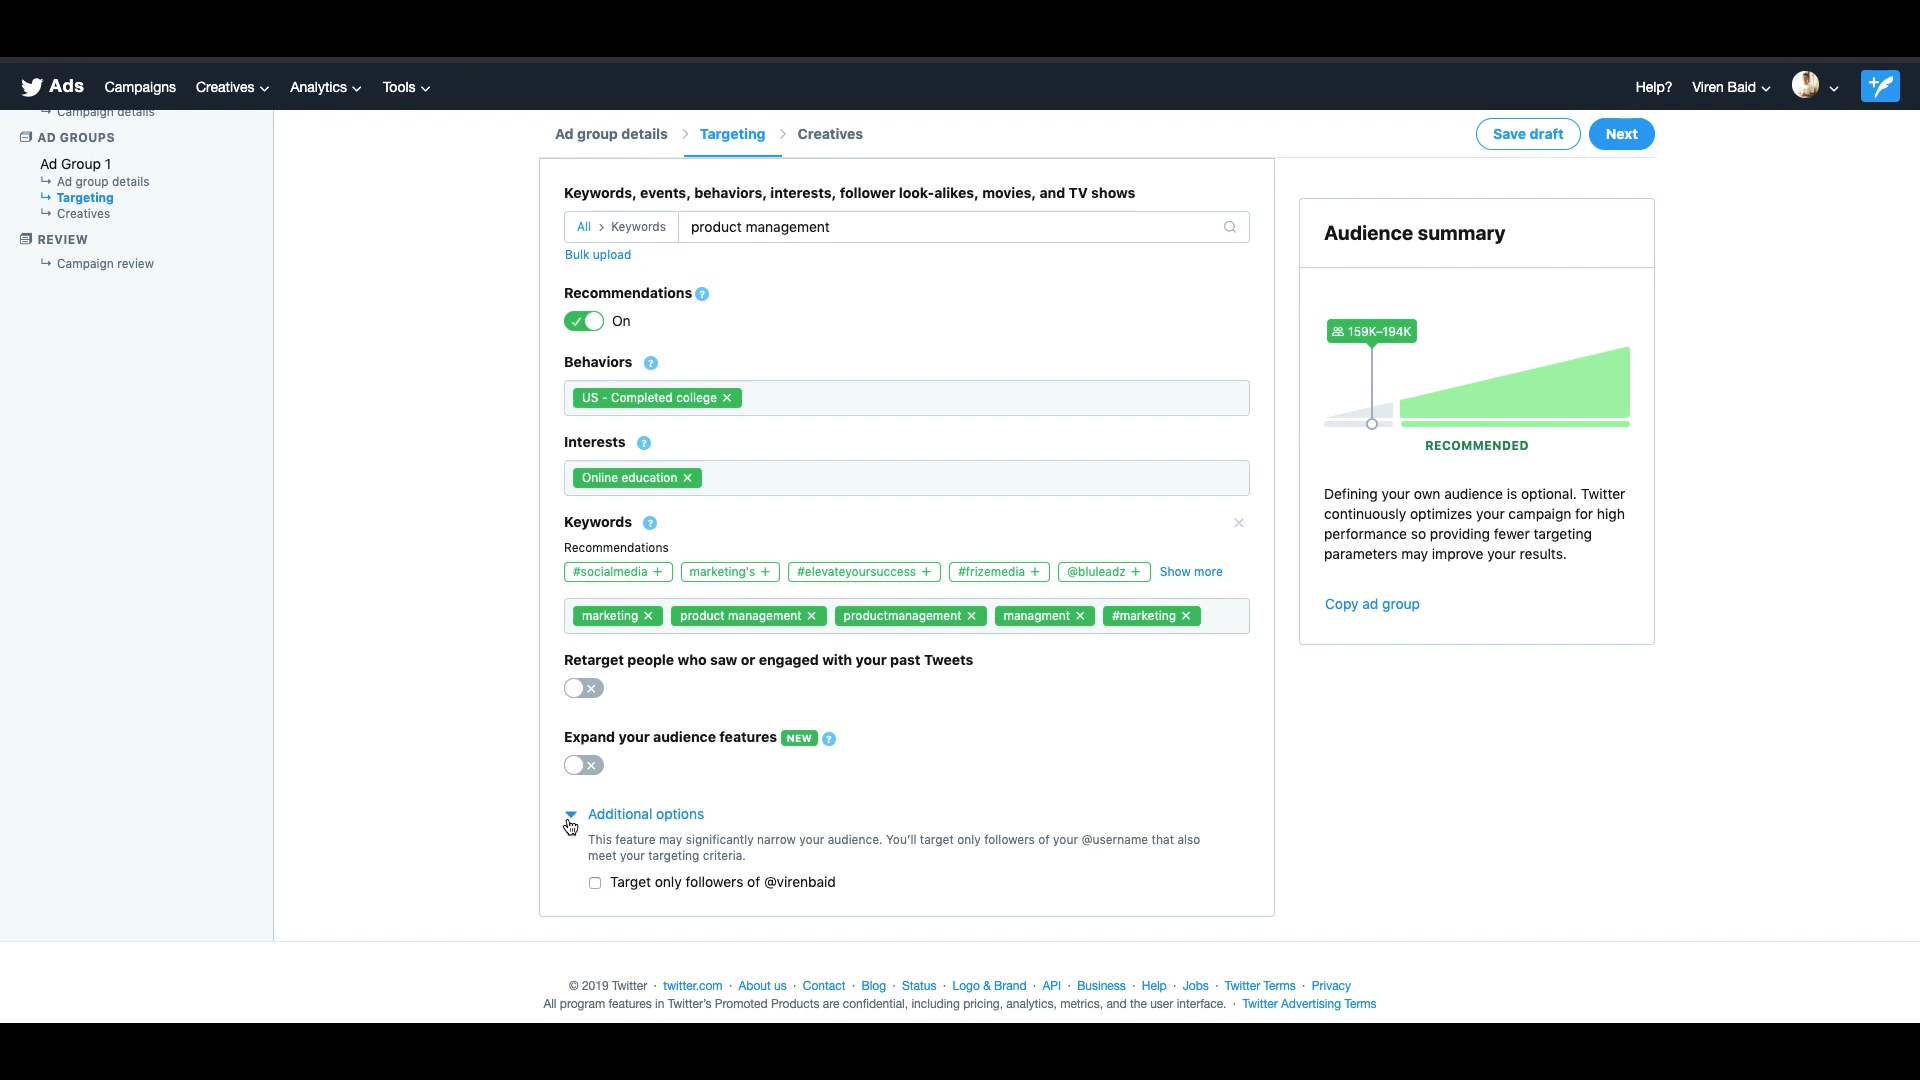 Ads Campaigns Creatives Analytics Tools Help? Viren Baid
Campaign details
AD GROUPS
Ad Group 1
Ad group details
Targeting
Creatives
REVIEW
Campaign review
Ad group details > Targeting > Creatives Save draft Next
Keywords, events, behaviors, interests, follower look-alikes, movies, and TV shows
All > Keywords product management
Bulk upload
Recommendations ?
On
Behaviors ?
US - Completed college ×
Interests ?
Online education ×
Keywords ? ×
Recommendations
#socialmedia + marketing's + #elevateyoursuccess + #frizemedia + @bluleadz + Show more
marketing × product management × productmanagement × managment × #marketing ×
Retarget people who saw or engaged with your past Tweets
Expand your audience features NEW ?
Additional options
This feature may significantly narrow your audience. You'll target only followers of your @username that also
meet your targeting criteria.
Target only followers of @virenbaid
Audience summary
159K–194K
RECOMMENDED
Defining your own audience is optional. Twitter
continuously optimizes your campaign for high
performance so providing fewer targeting
parameters may improve your results.
Copy ad group
© 2019 Twitter · twitter.com · About us · Contact · Blog · Status · Logo & Brand · API · Business · Help · Jobs · Twitter Terms · Privacy
All program features in Twitter's Promoted Products are confidential, including pricing, analytics, metrics, and the user interface. · Twitter Advertising Terms